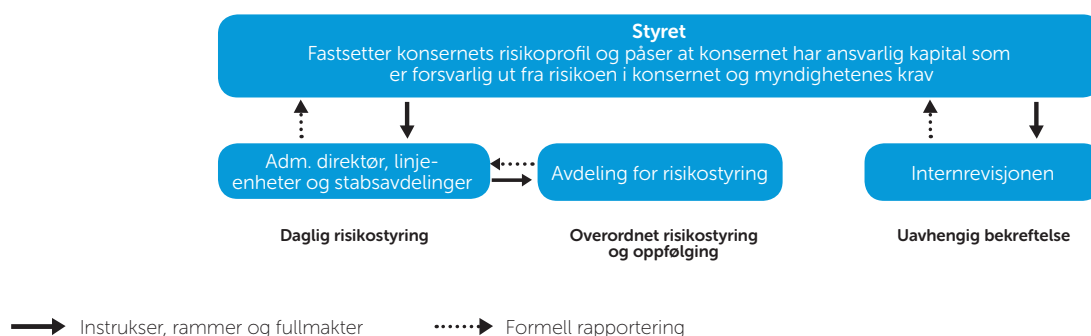 Styret
Fastsetter konsernets risikoprofil og påser at konsernet har ansvarlig kapital som
er forsvarlig ut fra risikoen i konsernet og myndighetenes krav
Adm. direktør, linje-
enheter og stabsavdelinger
Avdeling for risikostyring
Internrevisjonen
Daglig risikostyring
Overordnet risikostyring
og oppfølging
Uavhengig bekreftelse
Instrukser, rammer og fullmakter
Formell rapportering